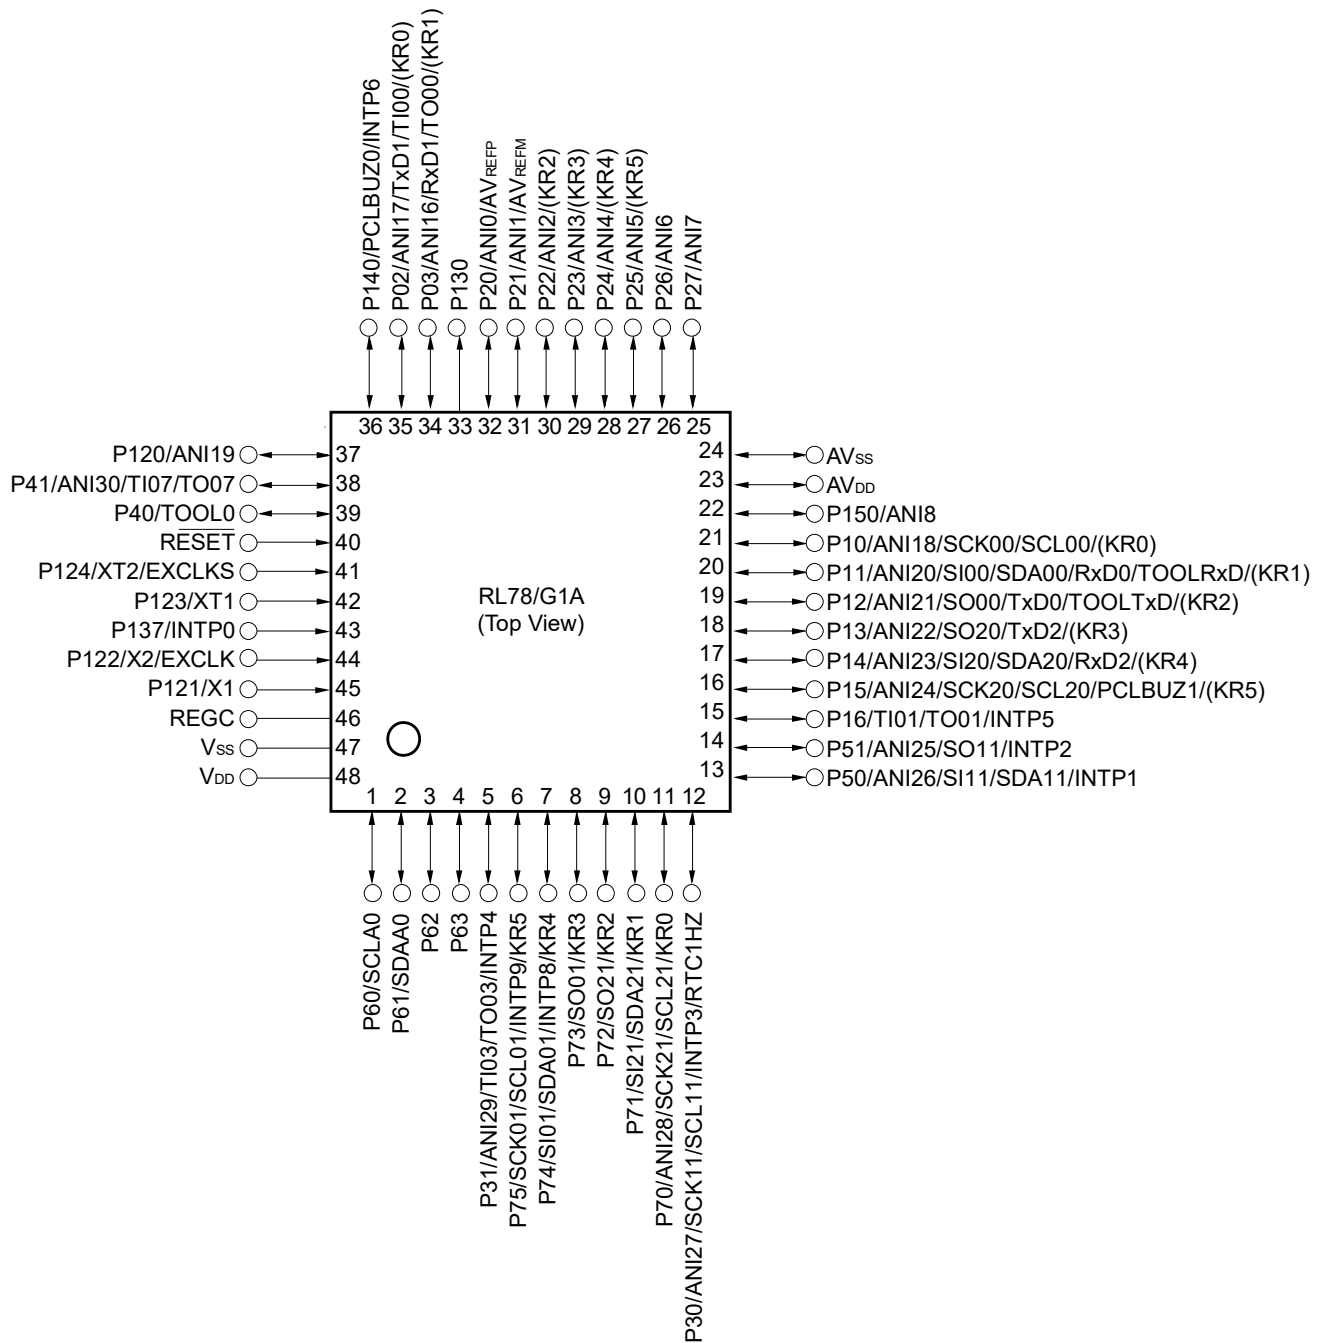 P140/PCLBUZ0/INTP6
P02/ANI17/TxD1/TI00/(KR0)
P03/ANI16/RxD1/TO00/(KR1)
P130
P20/ANI0/AVREFP
P21/ANI1/AVREFM
P22/ANI2/(KR2)
P23/ANI3/(KR3)
P24/ANI4/(KR4)
P25/ANI5/(KR5)
P26/ANI6
P27/ANI7
36 35 34 33 32 31 30 29 28 27 26 25
P120/ANI19 37
P41/ANI30/TI07/TO07 38
P40/TOOL0 39
RESET 40
P124/XT2/EXCLKS 41
P123/XT1 42
P137/INTP0 43
P122/X2/EXCLK 44
P121/X1 45
REGC 46
VSS 47
VDD 48
RL78/G1A
(Top View)
24 AVSS
23 AVDD
22 P150/ANI8
21 P10/ANI18/SCK00/SCL00/(KR0)
20 P11/ANI20/SI00/SDA00/RxD0/TOOLRxD/(KR1)
19 P12/ANI21/SO00/TxD0/TOOLTxD/(KR2)
18 P13/ANI22/SO20/TxD2/(KR3)
17 P14/ANI23/SI20/SDA20/RxD2/(KR4)
16 P15/ANI24/SCK20/SCL20/PCLBUZ1/(KR5)
15 P16/TI01/TO01/INTP5
14 P51/ANI25/SO11/INTP2
13 P50/ANI26/SI11/SDA11/INTP1
1 2 3 4 5 6 7 8 9 10 11 12
P60/SCLA0
P61/SDAA0
P62
P63
P31/ANI29/TI03/TO03/INTP4
P75/SCK01/SCL01/INTP9/KR5
P74/SI01/SDA01/INTP8/KR4
P73/SO01/KR3
P72/SO21/KR2
P71/SI21/SDA21/KR1
P70/ANI28/SCK21/SCL21/KR0
P30/ANI27/SCK11/SCL11/INTP3/RTC1HZ